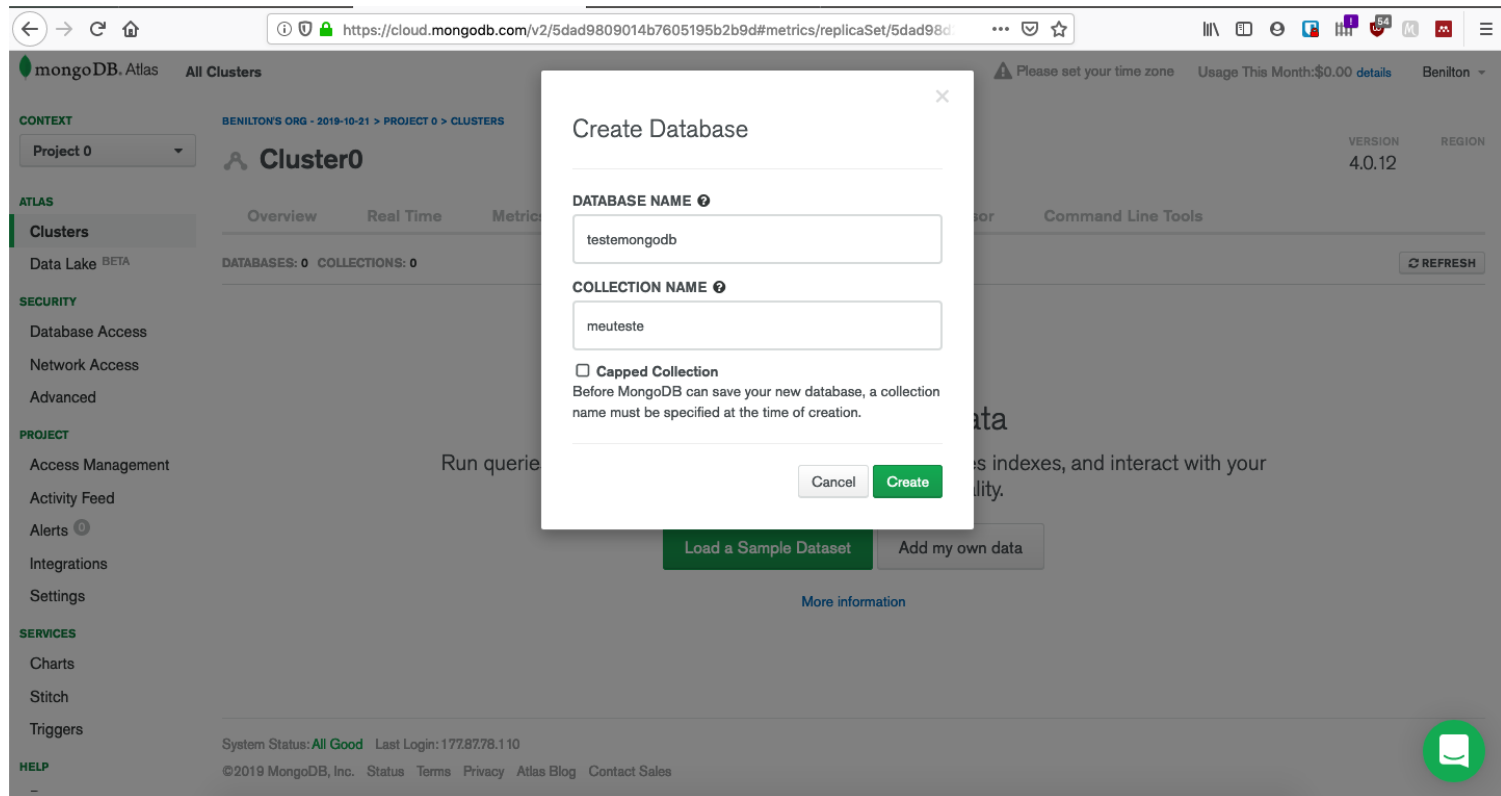 https://cloud.mongodb.com/v2/5dad9809014b7605195b2b9d#metrics/replicaSet/5dad98d
54
mongoDB. Atlas All Clusters
Please set your time zone Usage This Month:$0.00 details Benilton
CONTEXT
Project 0
ATLAS
Clusters
Data Lake BETA
SECURITY
Database Access
Network Access
Advanced
PROJECT
Access Management
Activity Feed
Alerts 0
Integrations
Settings
SERVICES
Charts
Stitch
Triggers
HELP
BENILTON'S ORG - 2019-10-21 > PROJECT 0 > CLUSTERS
Cluster0
VERSION REGION
4.0.12
Overview Real Time Metrics Command Line Tools
DATABASES: 0 COLLECTIONS: 0
REFRESH
Create Database
DATABASE NAME
testemongodb
COLLECTION NAME
meuteste
Capped Collection
Before MongoDB can save your new database, a collection
name must be specified at the time of creation.
Cancel Create
Run indexes, and interact with your
Load a Sample Dataset Add my own data
More information
System Status: All Good Last Login: 177.87.78.110
©2019 MongoDB, Inc. Status Terms Privacy Atlas Blog Contact Sales